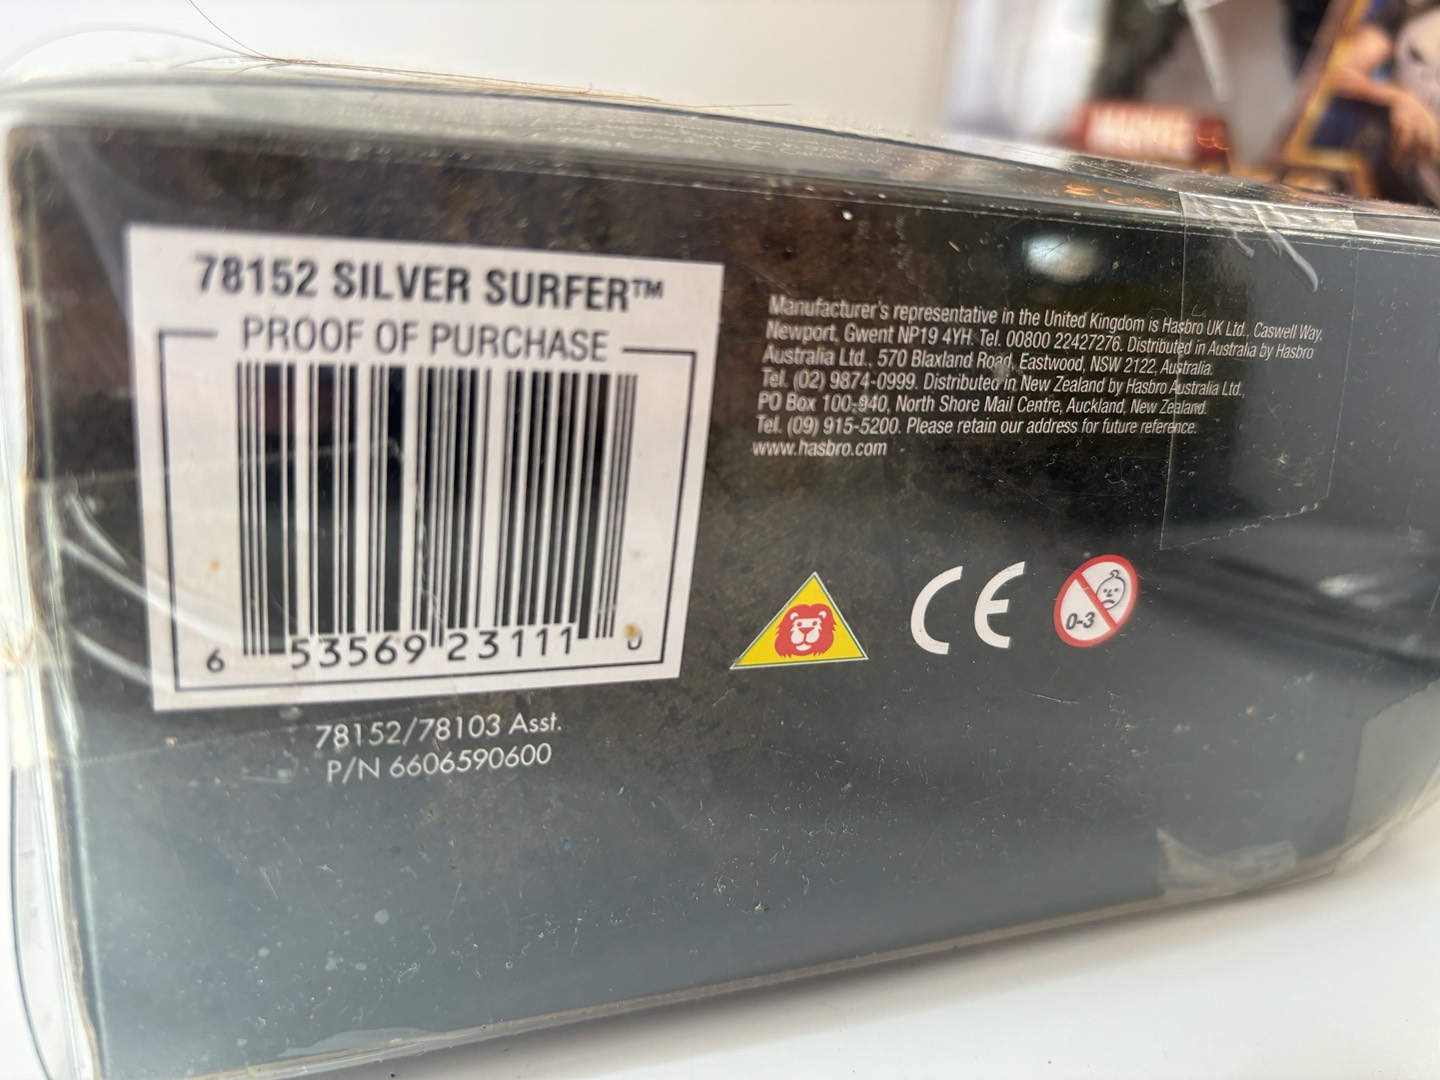 78152 SILVER SURFER™
PROOF OF PURCHASE
6 53569 23111 0
78152/78103 Asst.
P/N 6606590600
Manufacturer's representative in the United Kingdom is Hasbro UK Ltd., Caswell Way,
Newport, Gwent NP19 4YH. Tel. 00800 22427276. Distributed in Australia by Hasbro
Australia Ltd., 570 Blaxland Road, Eastwood, NSW 2122, Australia.
Tel. (02) 9874-0999. Distributed in New Zealand by Hasbro Australia Ltd.,
PO Box 100-940, North Shore Mail Centre, Auckland, New Zealand.
Tel. (09) 915-5200. Please retain our address for future reference.
www.hasbro.com
CE
0-3
MARVEL